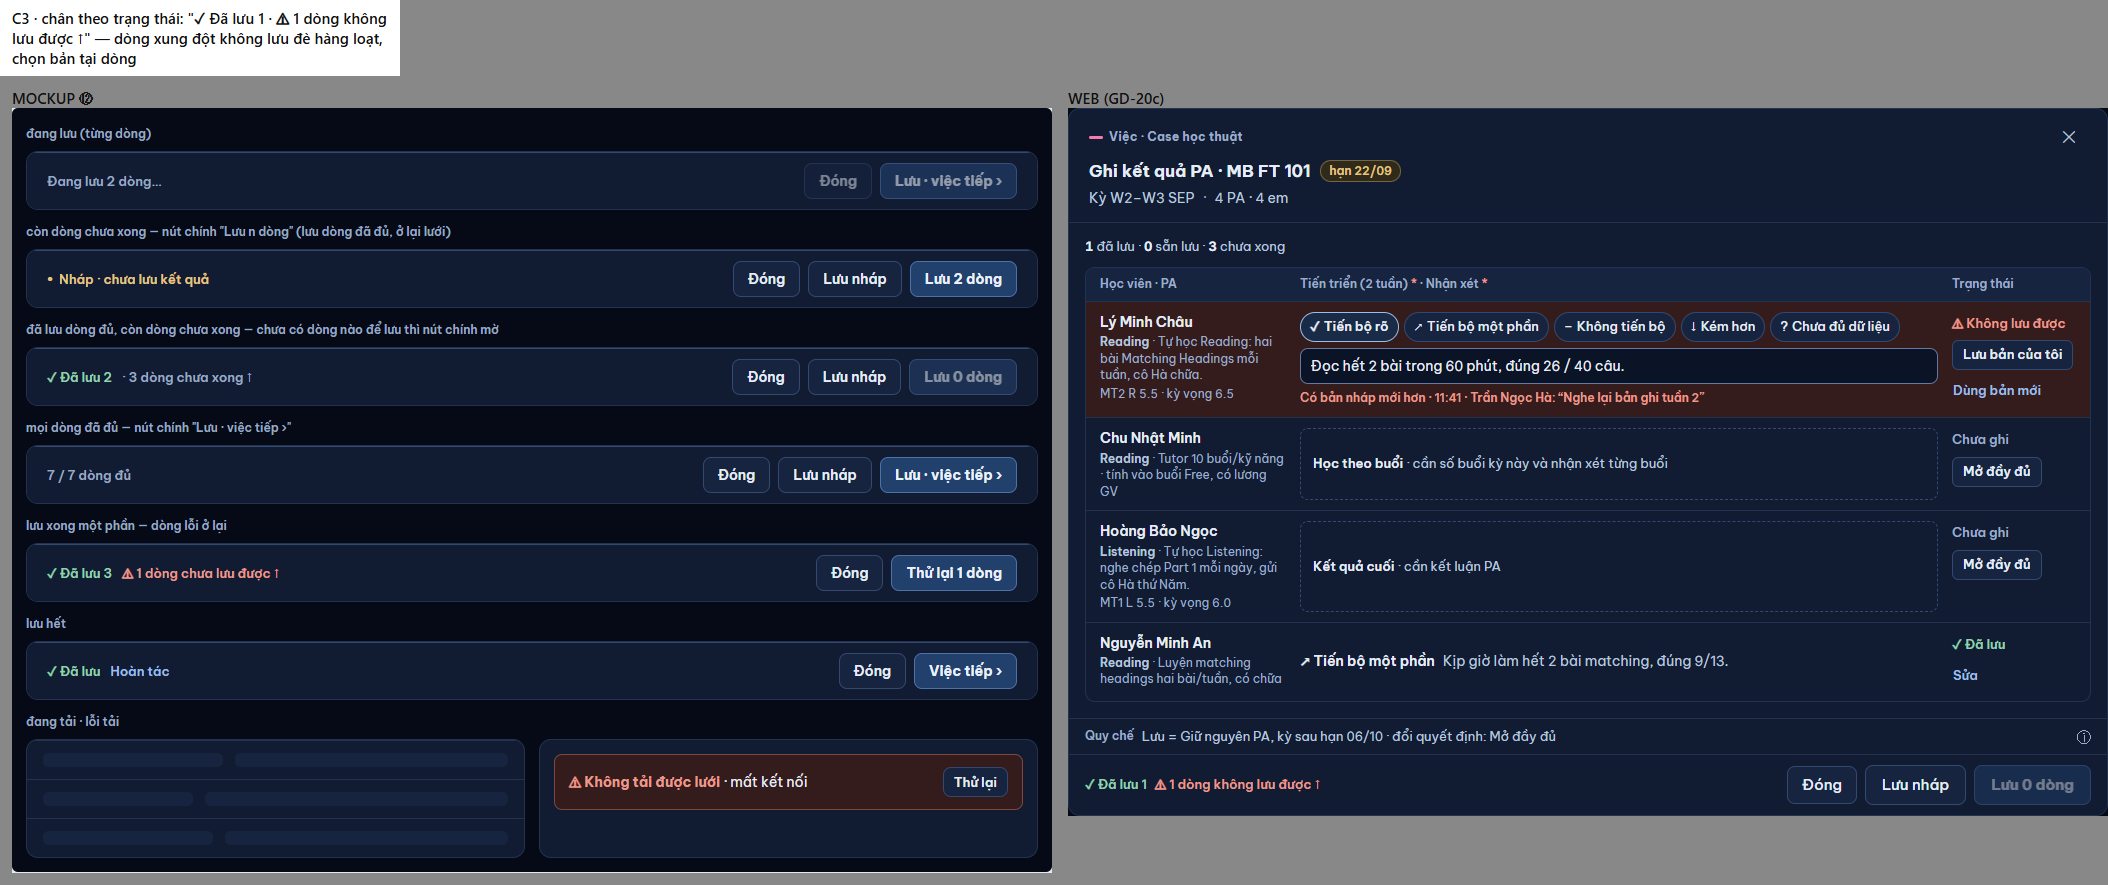 C3 · chân theo trạng thái: "✓ Đã lưu 1 · ⚠ 1 dòng không
lưu được ↑" — dòng xung đột không lưu đè hàng loạt,
chọn bản tại dòng
MOCKUP ⑫
đang lưu (từng dòng)
Đang lưu 2 dòng...
Đóng
Lưu · việc tiếp ›
còn dòng chưa xong — nút chính "Lưu n dòng" (lưu dòng đã đủ, ở lại lưới)
• Nháp · chưa lưu kết quả
Đóng
Lưu nháp
Lưu 2 dòng
đã lưu dòng đủ, còn dòng chưa xong — chưa có dòng nào để lưu thì nút chính mờ
✓ Đã lưu 2 · 3 dòng chưa xong ↑
Đóng
Lưu nháp
Lưu 0 dòng
mọi dòng đã đủ — nút chính "Lưu · việc tiếp ›"
7 / 7 dòng đủ
Đóng
Lưu nháp
Lưu · việc tiếp ›
lưu xong một phần — dòng lỗi ở lại
✓ Đã lưu 3 ⚠ 1 dòng chưa lưu được ↑
Đóng
Thử lại 1 dòng
lưu hết
✓ Đã lưu Hoàn tác
Đóng
Việc tiếp ›
đang tải · lỗi tải
⚠ Không tải được lưới · mất kết nối
Thử lại
WEB (GD-20c)
Việc · Case học thuật
Ghi kết quả PA · MB FT 101
hạn 22/09
Kỳ W2–W3 SEP · 4 PA · 4 em
1 đã lưu · 0 sẵn lưu · 3 chưa xong
Học viên · PA
Tiến triển (2 tuần) * · Nhận xét *
Trạng thái
Lý Minh Châu
Reading · Tự học Reading: hai
bài Matching Headings mỗi
tuần, cô Hà chữa.
MT2 R 5.5 · kỳ vọng 6.5
✓ Tiến bộ rõ
↗ Tiến bộ một phần
– Không tiến bộ
↓ Kém hơn
? Chưa đủ dữ liệu
Đọc hết 2 bài trong 60 phút, đúng 26 / 40 câu.
Có bản nháp mới hơn · 11:41 · Trần Ngọc Hà: “Nghe lại bản ghi tuần 2”
⚠ Không lưu được
Lưu bản của tôi
Dùng bản mới
Chu Nhật Minh
Reading · Tutor 10 buổi/kỹ năng
· tính vào buổi Free, có lương
GV
Học theo buổi · cần số buổi kỳ này và nhận xét từng buổi
Chưa ghi
Mở đầy đủ
Hoàng Bảo Ngọc
Listening · Tự học Listening:
nghe chép Part 1 mỗi ngày, gửi
cô Hà thứ Năm.
MT1 L 5.5 · kỳ vọng 6.0
Kết quả cuối · cần kết luận PA
Chưa ghi
Mở đầy đủ
Nguyễn Minh An
Reading · Luyện matching
headings hai bài/tuần, có chữa
↗ Tiến bộ một phần Kịp giờ làm hết 2 bài matching, đúng 9/13.
✓ Đã lưu
Sửa
Quy chế Lưu = Giữ nguyên PA, kỳ sau hạn 06/10 · đổi quyết định: Mở đầy đủ
✓ Đã lưu 1 ⚠ 1 dòng không lưu được ↑
Đóng
Lưu nháp
Lưu 0 dòng